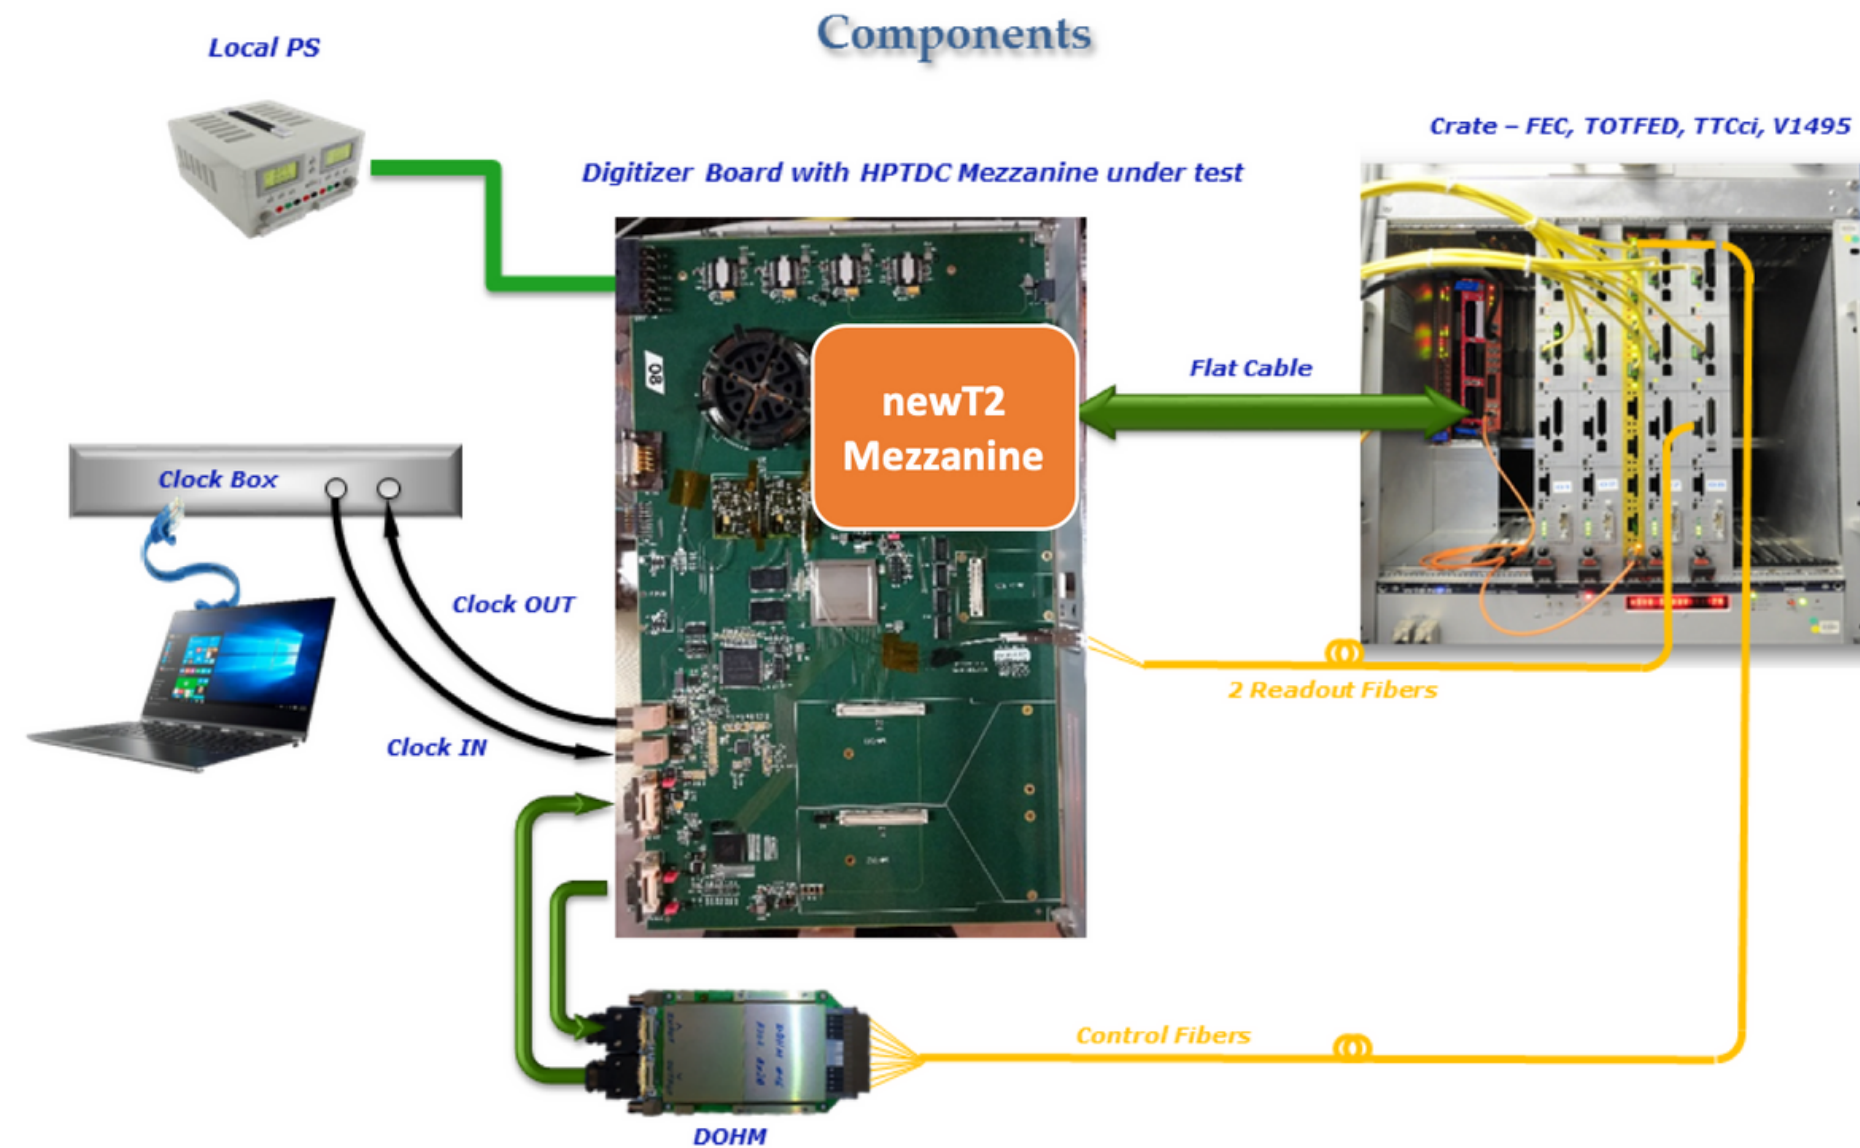 Components
Local PS
Crate – FEC, TOTFED, TTCci, V1495
Digitizer Board with HPTDC Mezzanine under test
08
Flat Cable
newT2
Mezzanine
Clock Box
Clock OUT
Clock IN
2 Readout Fibers
Control Fibers
DOHM